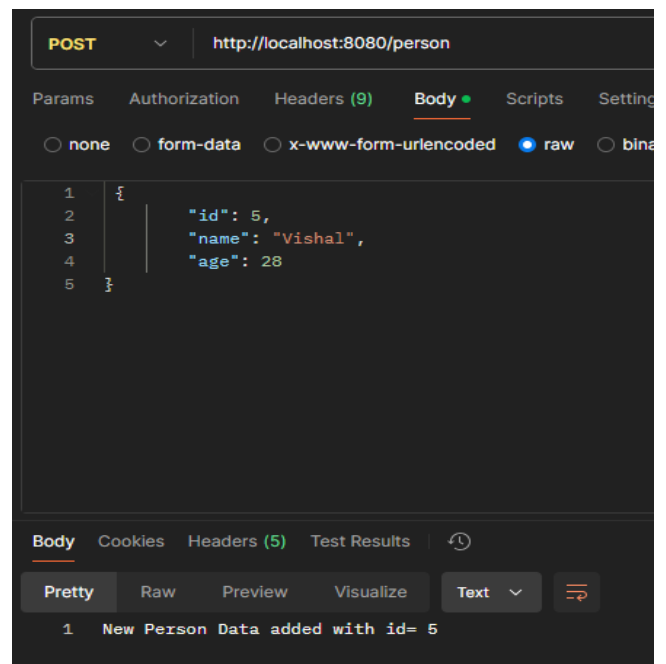 POST http://localhost:8080/person
Params Authorization Headers (9) Body Scripts Setting
none form-data x-www-form-urlencoded raw bina
1 {
2 "id": 5,
3 "name": "Vishal",
4 "age": 28
5 }
Body Cookies Headers (5) Test Results
Pretty Raw Preview Visualize Text
1 New Person Data added with id= 5